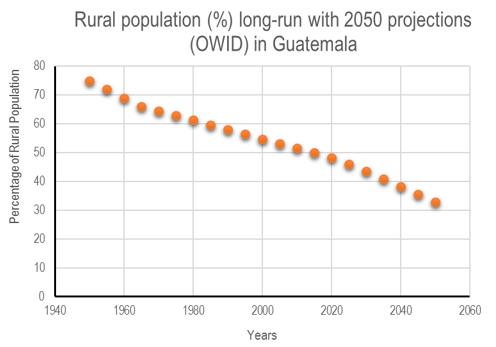 Rural population (%) long-run with 2050 projections
(OWID) in Guatemala
Percentage of Rural Population
80
70
60
50
40
30
20
10
0
1940 1960 1980 2000 2020 2040 2060
Years